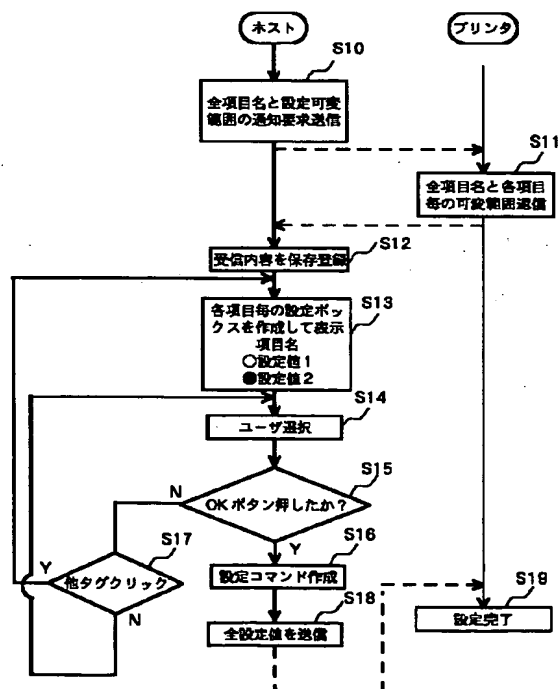 ホスト
プリンタ
S10
全項目名と設定可変
範囲の通知要求送信
S11
全項目名と各項目
毎の可変範囲返信
S12
受信内容を保存登録
S13
各項目毎の設定ボッ
クスを作成して表示
項目名
○設定値1
●設定値2
S14
ユーザ選択
S15
OKボタン押したか?
N
Y
S17
他タグクリック
Y
N
S16
設定コマンド作成
S18
全設定値を送信
S19
設定完了